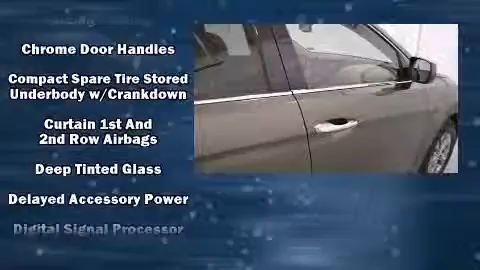 Chrome Door Handles
Compact Spare Tire Stored
Underbody w/Crankdown
Curtain 1st And
2nd Row Airbags
Deep Tinted Glass
Delayed Accessory Power
Digital Signal Processor